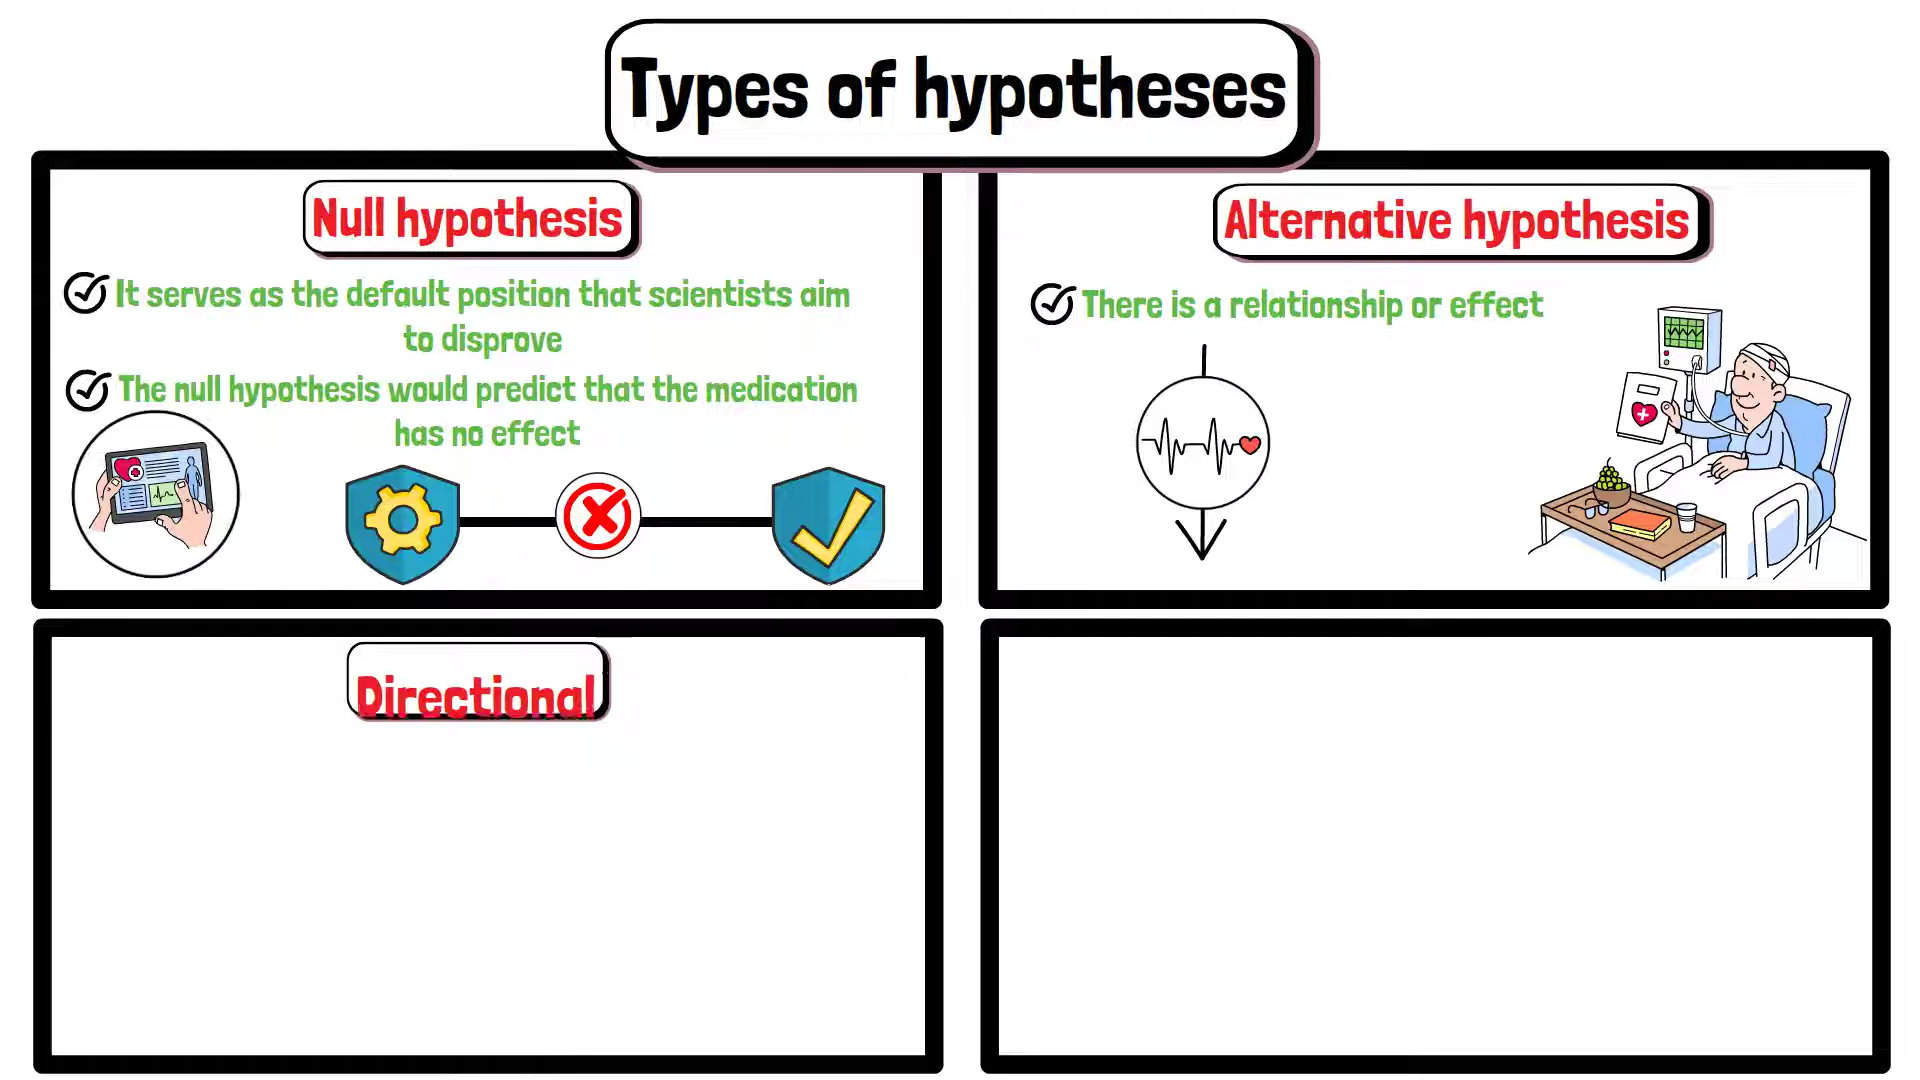 Types of hypotheses
Null hypothesis
It serves as the default position that scientists aim
to disprove
The null hypothesis would predict that the medication
has no effect
Alternative hypothesis
There is a relationship or effect
Directional